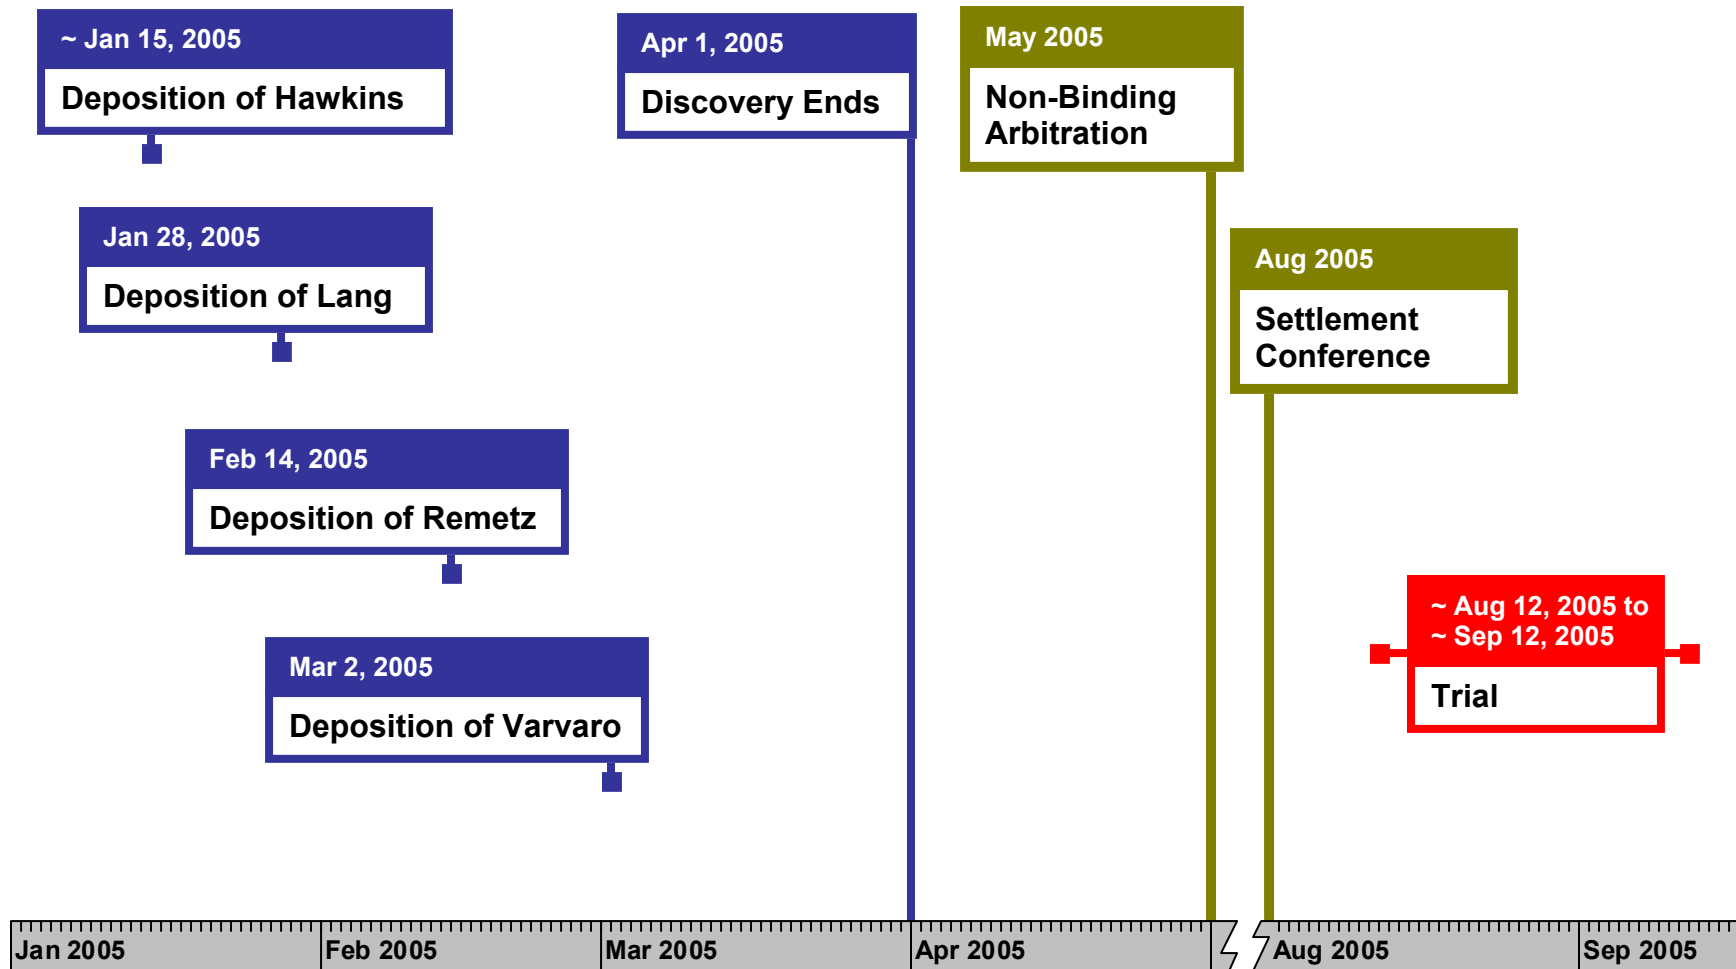 ~ Jan 15, 2005
Deposition of Hawkins
Apr 1, 2005
Discovery Ends
May 2005
Non-Binding
Arbitration
Jan 28, 2005
Deposition of Lang
Aug 2005
Settlement
Conference
Feb 14, 2005
Deposition of Remetz
~ Aug 12, 2005 to
~ Sep 12, 2005
Trial
Mar 2, 2005
Deposition of Varvaro
Jan 2005
Feb 2005
Mar 2005
Apr 2005
Aug 2005
Sep 2005